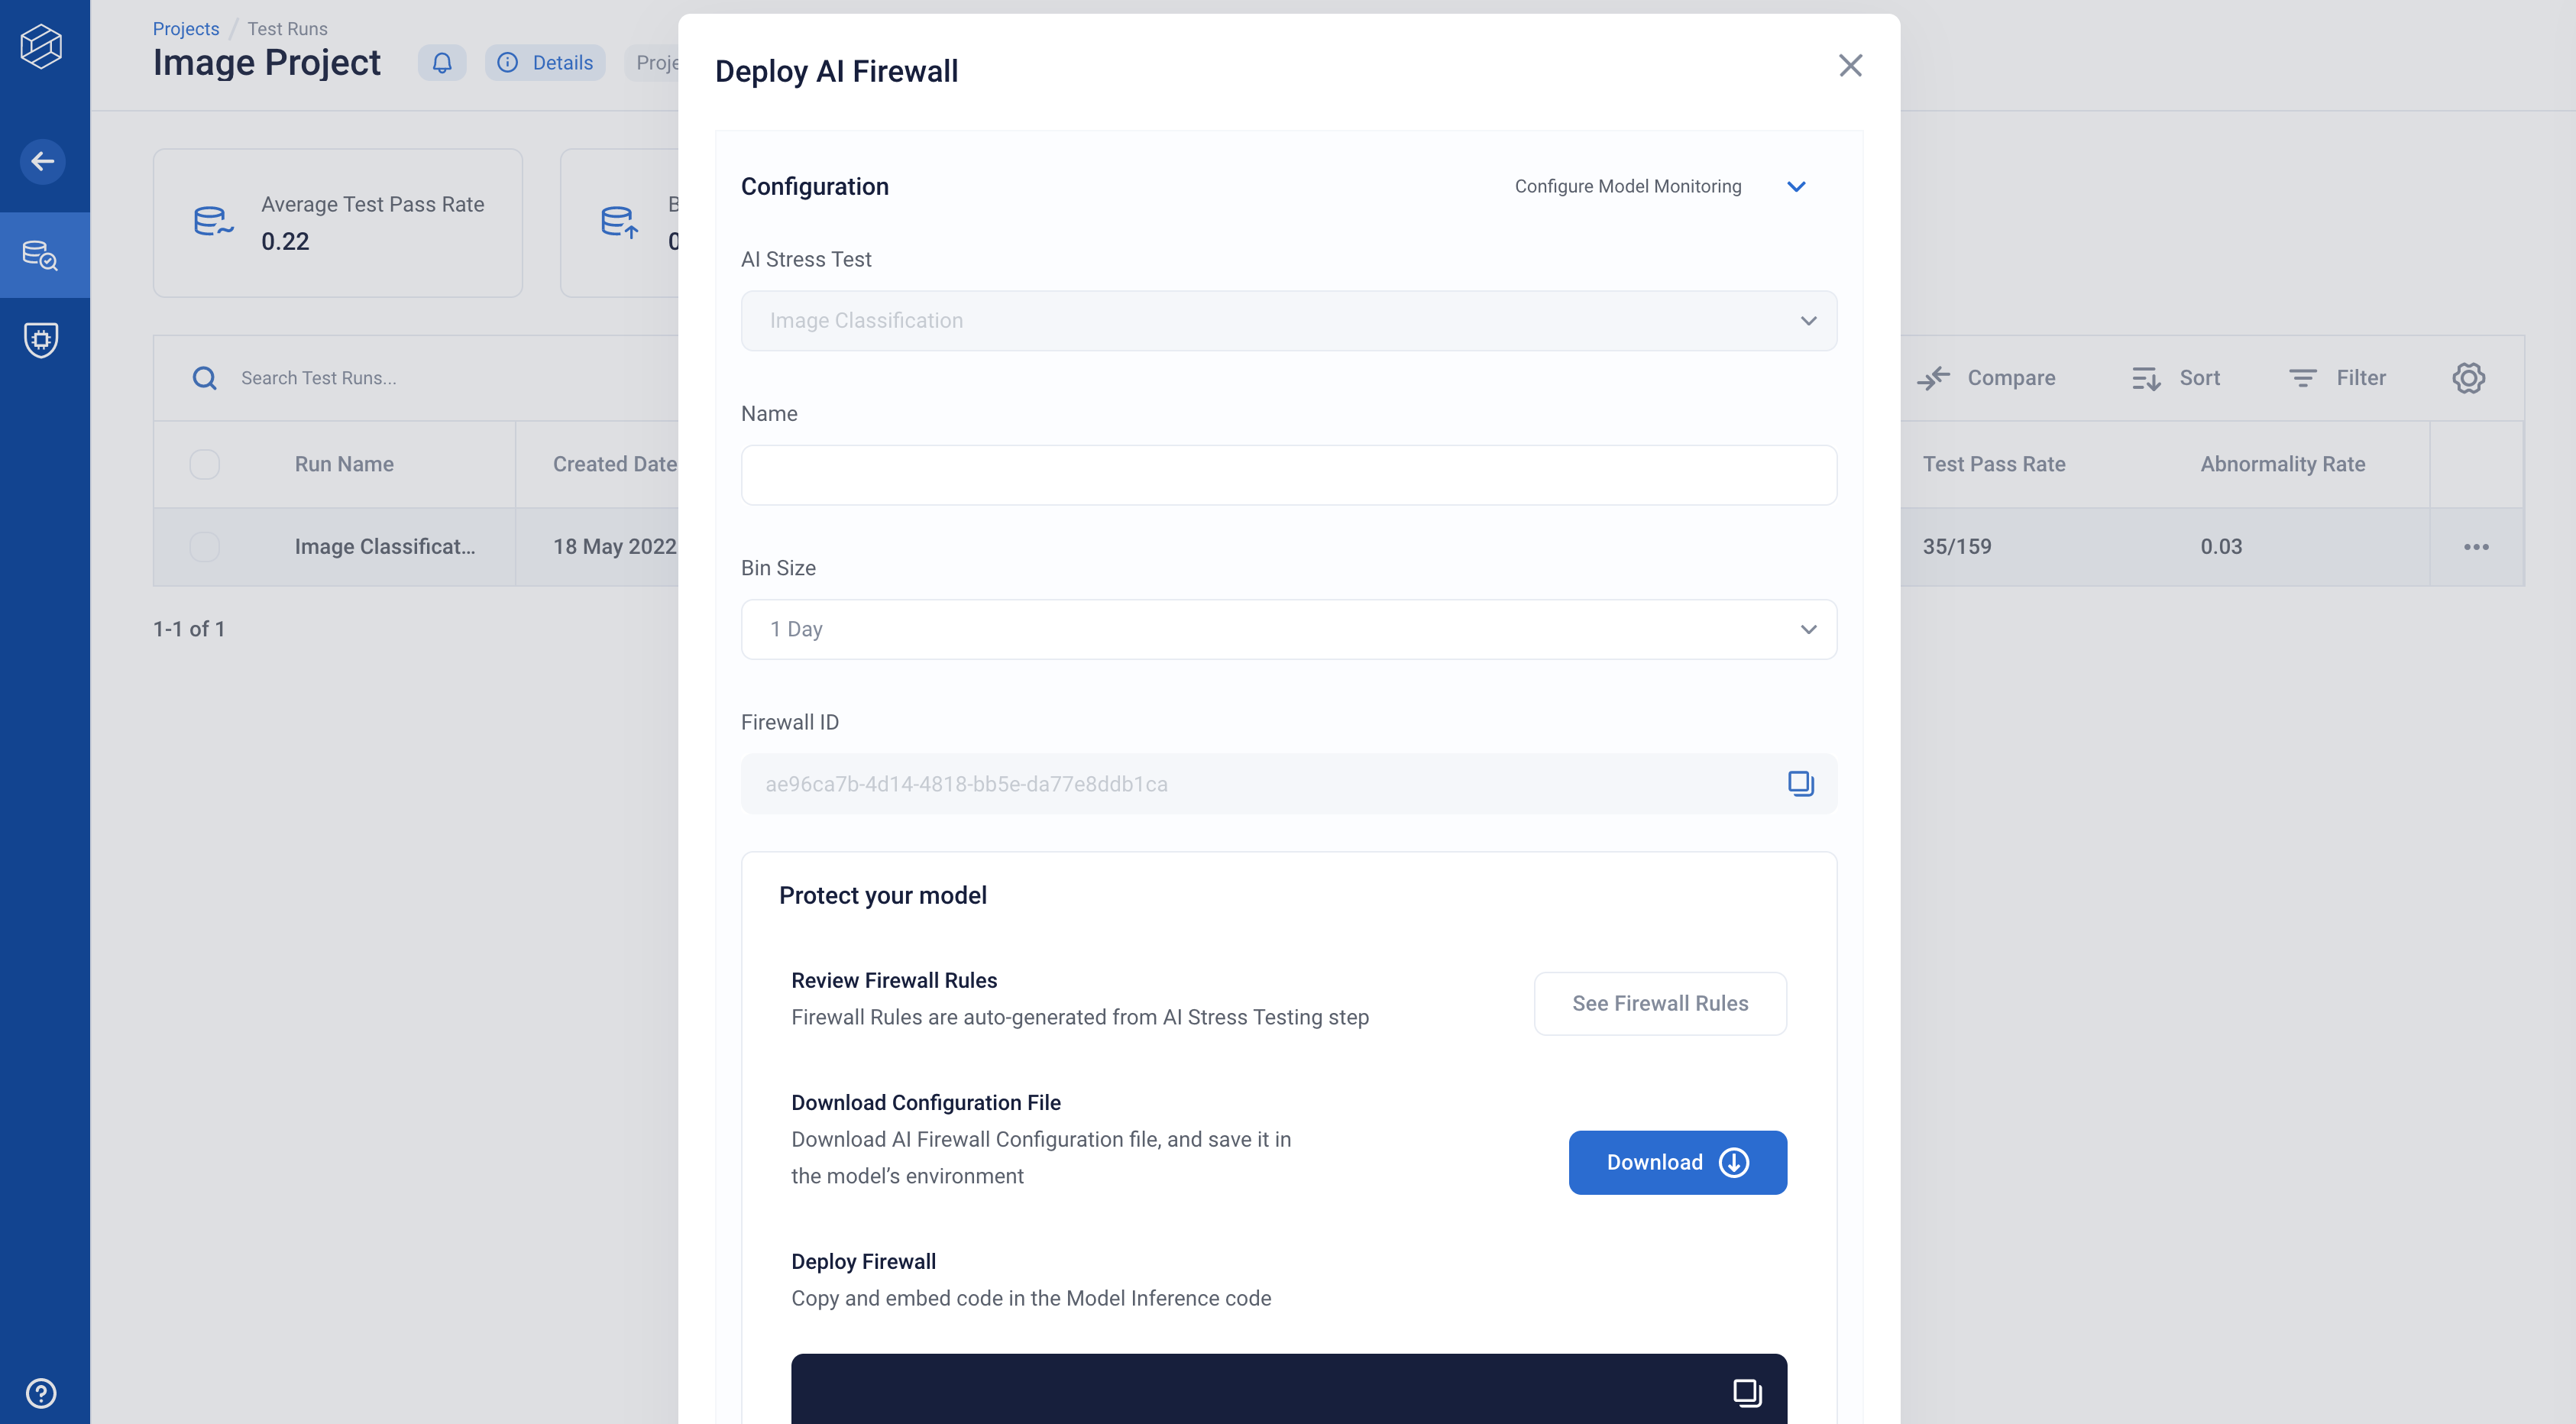 Projects / Test Runs
Image Project
Details
Proje
Average Test Pass Rate
0.22
Search Test Runs...
Compare
Sort
Filter
Run Name
Created Date
Test Pass Rate
Abnormality Rate
Image Classificat...
18 May 2022
35/159
0.03
1-1 of 1
Deploy AI Firewall
Configuration
Configure Model Monitoring
AI Stress Test
Image Classification
Name
Bin Size
1 Day
Firewall ID
ae96ca7b-4d14-4818-bb5e-da77e8ddb1ca
Protect your model
Review Firewall Rules
Firewall Rules are auto-generated from AI Stress Testing step
See Firewall Rules
Download Configuration File
Download AI Firewall Configuration file, and save it in
the model’s environment
Download
Deploy Firewall
Copy and embed code in the Model Inference code